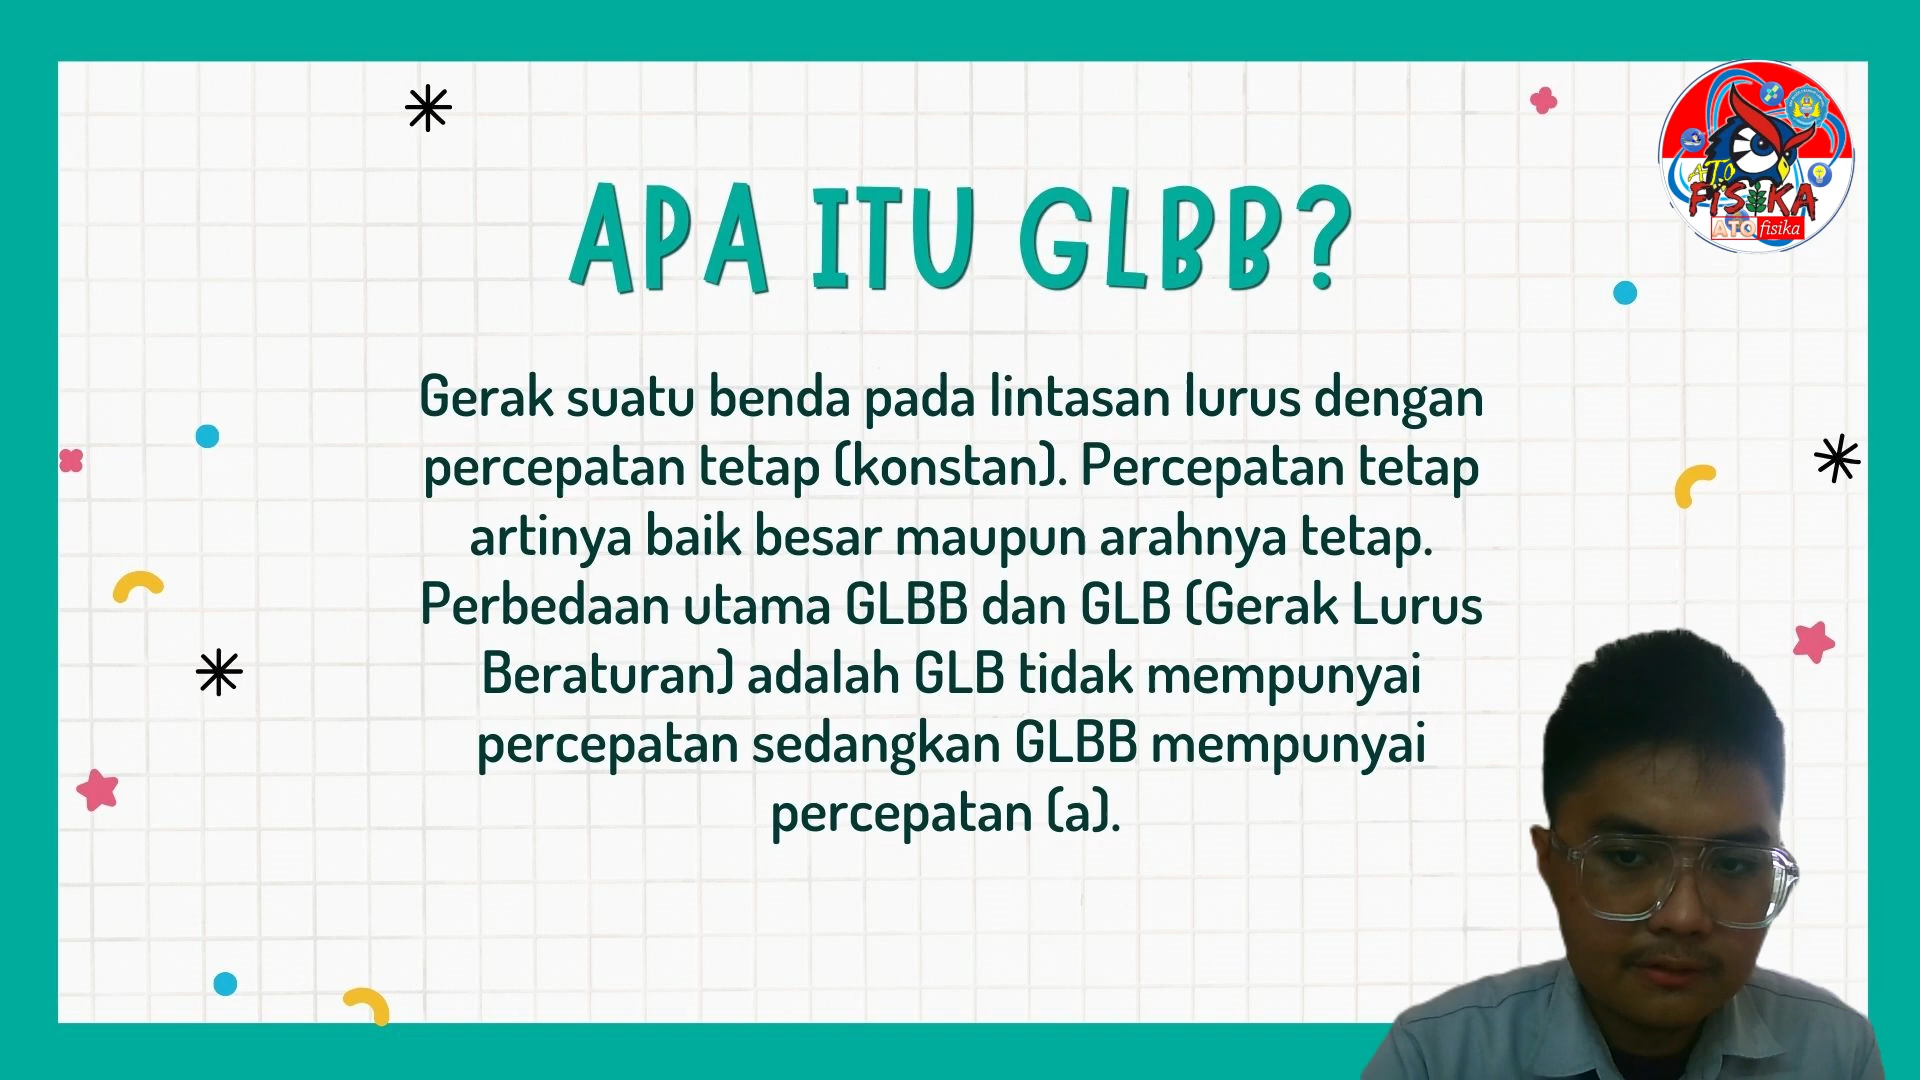 APA ITU GLBB?
Gerak suatu benda pada lintasan lurus dengan
percepatan tetap (konstan). Percepatan tetap
artinya baik besar maupun arahnya tetap.
Perbedaan utama GLBB dan GLB (Gerak Lurus
Beraturan) adalah GLB tidak mempunyai
percepatan sedangkan GLBB mempunyai
percepatan (a).
ATO
FISIKA
ATO fisika